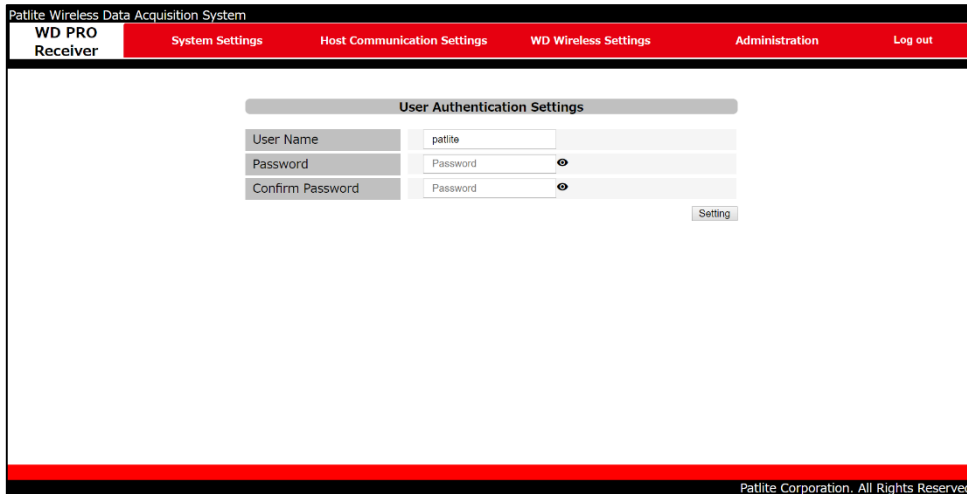 Patlite Wireless Data Acquisition System
WD PRO
Receiver
System Settings
Host Communication Settings
WD Wireless Settings
Administration
Log out
User Authentication Settings
User Name
patlite
Password
Password
Confirm Password
Password
Setting
Patlite Corporation. All Rights Reserved